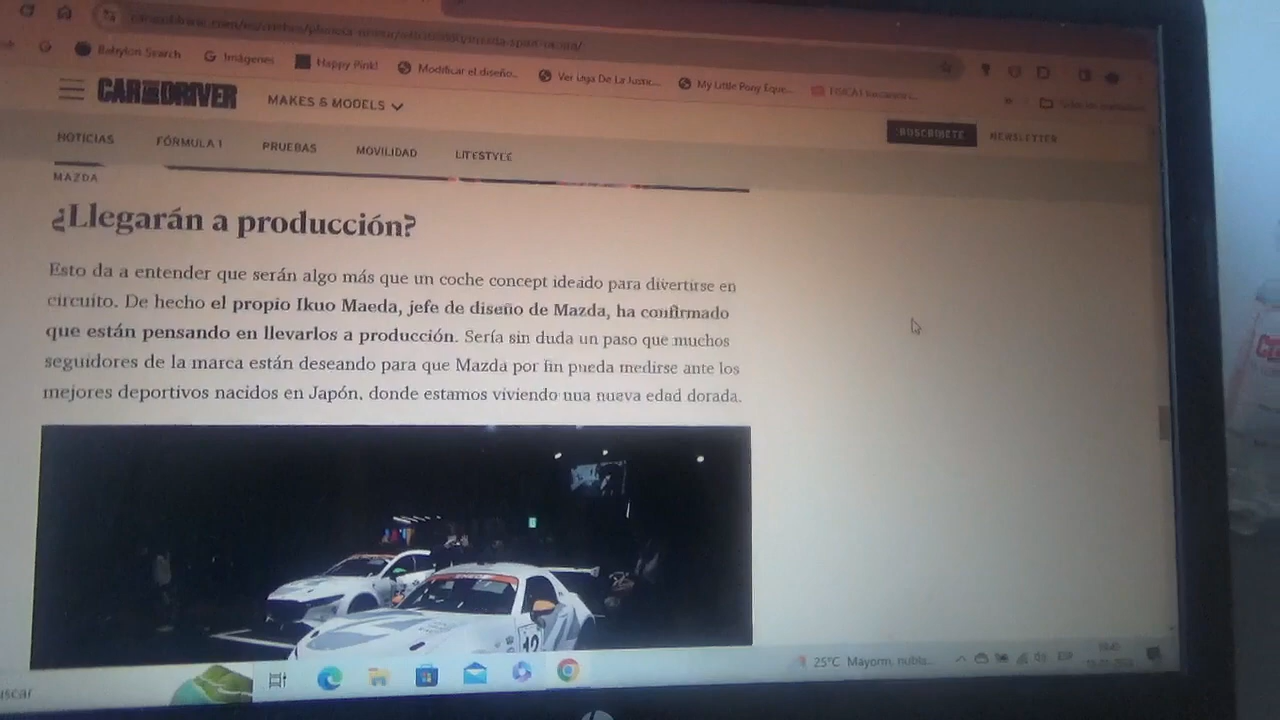 Babylon Search
Imágenes
Happy Pink!
Modificar el diseño...
Ver Liga De La Justic...
My Little Pony Eque...
CAR AND DRIVER
MAKES & MODELS
SUSCRÍBETE
NEWSLETTER
NOTICIAS
FÓRMULA 1
PRUEBAS
MOVILIDAD
LIFESTYLE
MAZDA
¿Llegarán a producción?
Esto da a entender que serán algo más que un coche concept ideado para divertirse en
circuito. De hecho el propio Ikuo Maeda, jefe de diseño de Mazda, ha confirmado
que están pensando en llevarlos a producción. Sería sin duda un paso que muchos
seguidores de la marca están deseando para que Mazda por fin pueda medirse ante los
mejores deportivos nacidos en Japón, donde estamos viviendo una nueva edad dorada.
12
25°C Mayorm. nubla...